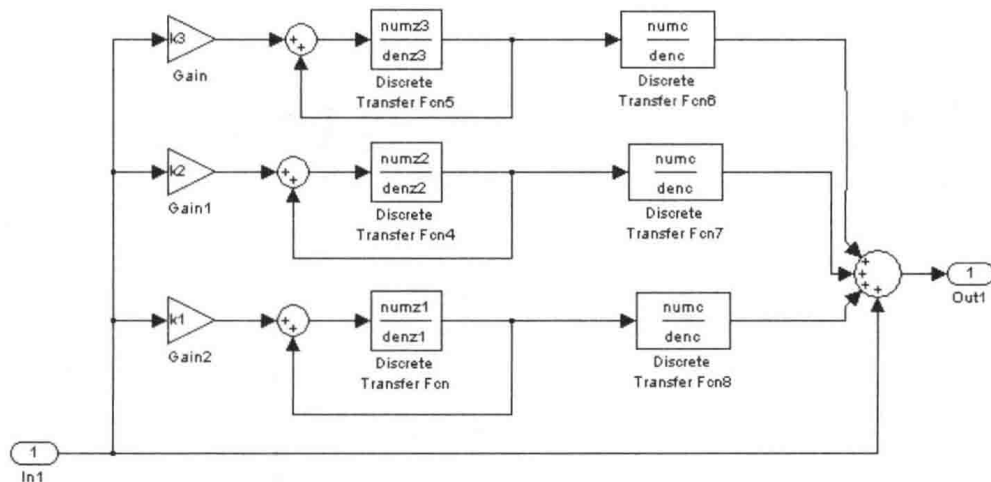 k3
Gain
+
+
numz3
denz3
Discrete
Transfer Fcn5
numc
denc
Discrete
Transfer Fcn6
k2
Gain1
+
+
numz2
denz2
Discrete
Transfer Fcn4
numc
denc
Discrete
Transfer Fcn7
k1
Gain2
+
+
numz1
denz1
Discrete
Transfer Fcn
numc
denc
Discrete
Transfer Fcn8
+
+
+
+
1
Out1
1
In1